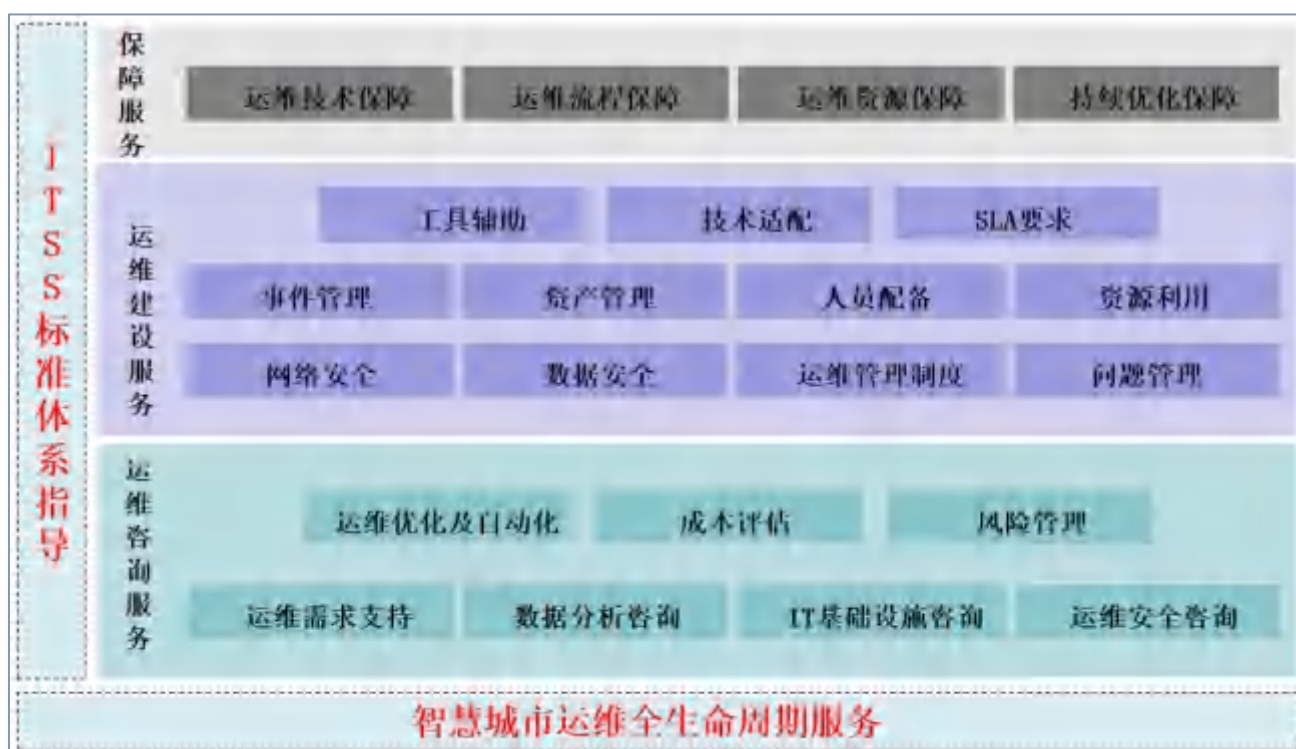 ITSS标准体系指导
保障服务
运维技术保障
运维流程保障
运维资源保障
持续优化保障
运维建设服务
工具辅助
技术适配
SLA要求
事件管理
资产管理
人员配备
资源利用
网络安全
数据安全
运维管理制度
问题管理
运维咨询服务
运维优化及自动化
成本评估
风险管理
运维需求支持
数据分析咨询
IT基础设施咨询
运维安全咨询
智慧城市运维全生命周期服务